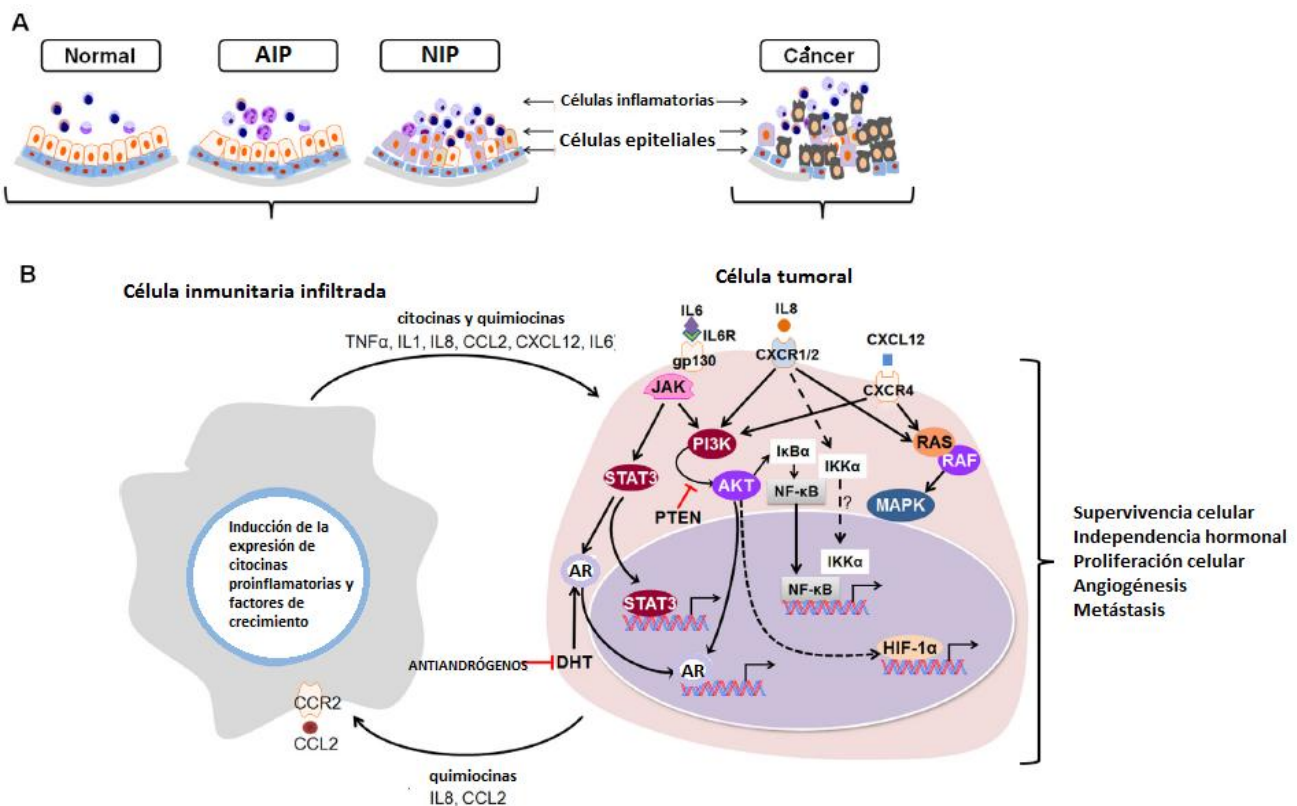 A
Normal
AIP
NIP
Cáncer
Células inflamatorias
Células epiteliales
B
Célula inmunitaria infiltrada
Célula tumoral
citocinas y quimiocinas
TNFα, IL1, IL8, CCL2, CXCL12, IL6
IL6
IL6R
gp130
JAK
IL8
CXCR1/2
CXCL12
CXCR4
PI3K
RAS
RAF
MAPK
STAT3
AKT
IκBα
NF-κB
IKKα
?
PTEN
AR
IKKα
NF-κB
STAT3
HIF-1α
AR
ANTIANDRÓGENOS
DHT
Inducción de la
expresión de
citocinas
proinflamatorias y
factores de
crecimiento
CCR2
CCL2
quimiocinas
IL8, CCL2
Supervivencia celular
Independencia hormonal
Proliferación celular
Angiogénesis
Metástasis